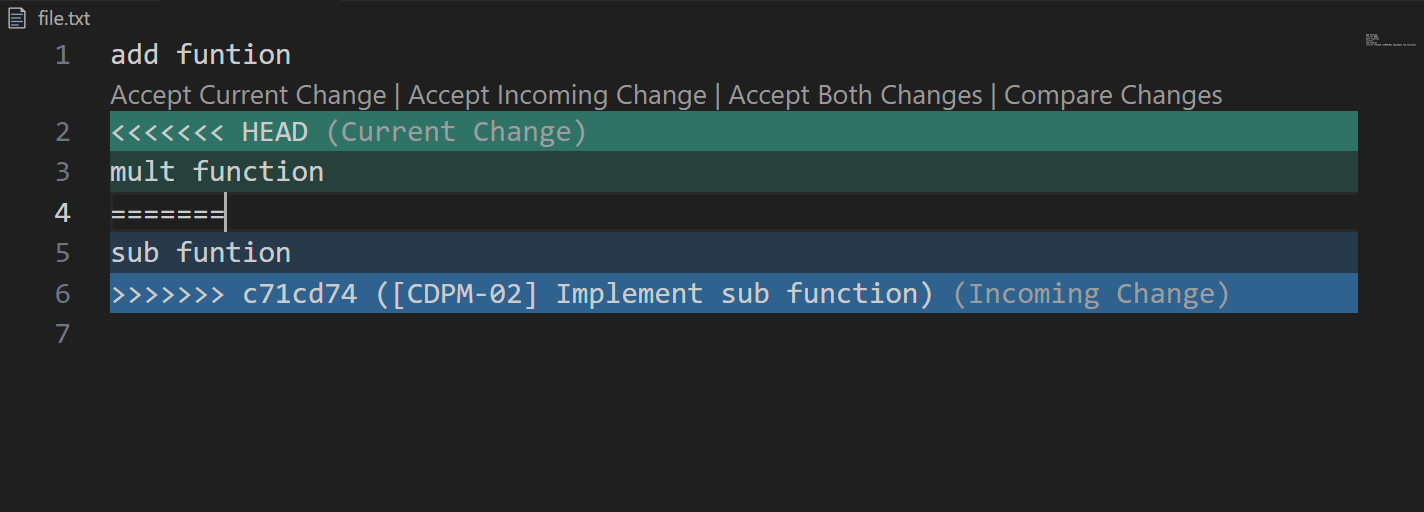 file.txt
1 add funtion
Accept Current Change | Accept Incoming Change | Accept Both Changes | Compare Changes
2 <<<<<<< HEAD (Current Change)
3 mult function
4 =======
5 sub funtion
6 >>>>>>> c71cd74 ([CDPM-02] Implement sub function) (Incoming Change)
7